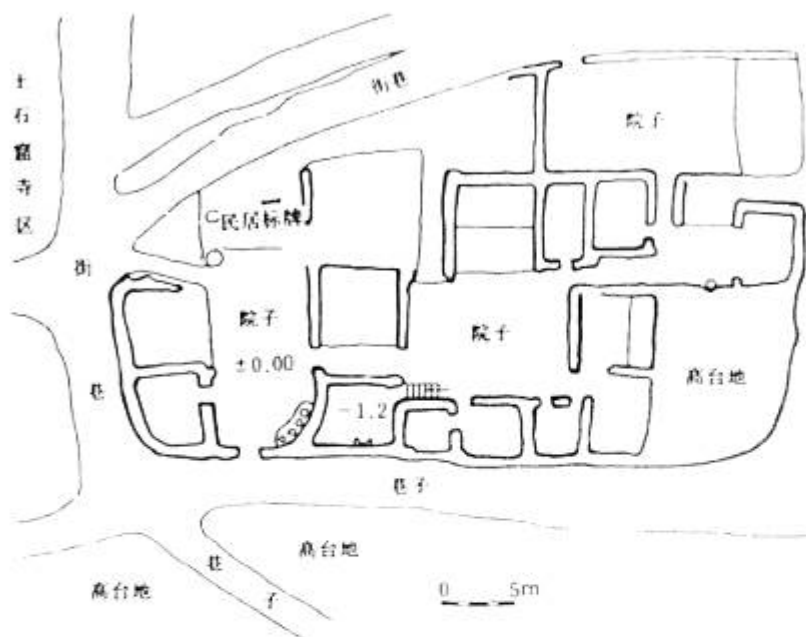 土石窟寺区
街巷
院子
民居标牌
街
巷
院子
±0.00
院子
-1.2
高台地
巷子
高台地
巷子
高台地
0 5m